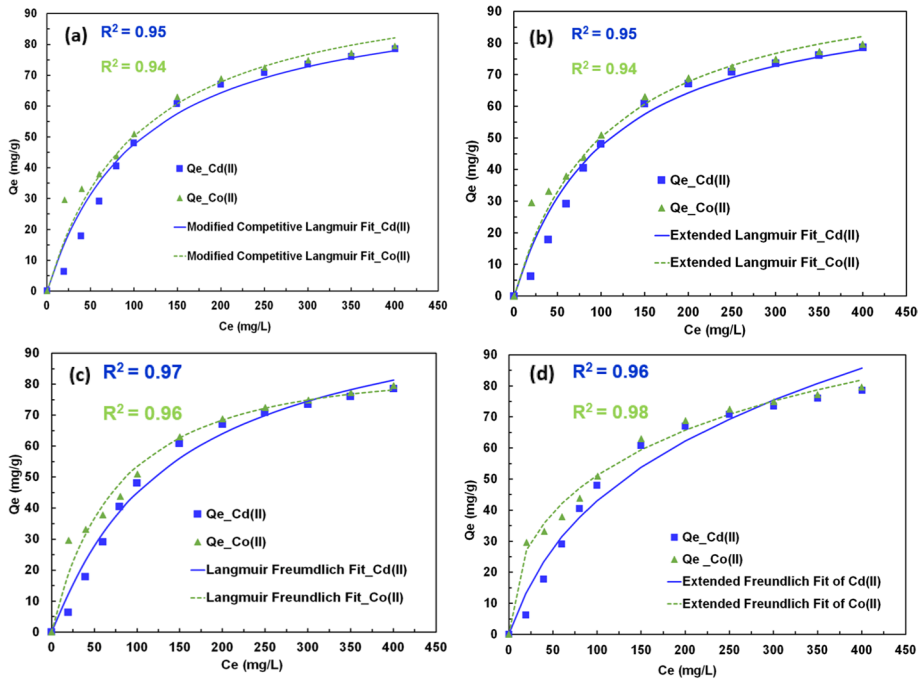 (a)
R² = 0.95
R² = 0.94
Qe (mg/g)
90
80
70
60
50
40
30
20
10
0
Qe_Cd(II)
Qe_Co(II)
Modified Competitive Langmuir Fit_Cd(II)
Modified Competitive Langmuir Fit_Co(II)
0 50 100 150 200 250 300 350 400 450
Ce (mg/L)
(b)
R² = 0.95
R² = 0.94
Qe (mg/g)
90
80
70
60
50
40
30
20
10
0
Qe_Cd(II)
Qe_Co(II)
Extended Langmuir Fit_Cd(II)
Extended Langmuir Fit_Co(II)
0 50 100 150 200 250 300 350 400 450
Ce (mg/L)
(c)
R² = 0.97
R² = 0.96
Qe (mg/g)
90
80
70
60
50
40
30
20
10
0
Qe_Cd(II)
Qe_Co(II)
Langmuir Freumdlich Fit_Cd(II)
Langmuir Freundlich Fit_Co(II)
0 50 100 150 200 250 300 350 400 450
Ce (mg/L)
(d)
R² = 0.96
R² = 0.98
Qe (mg/g)
90
80
70
60
50
40
30
20
10
0
Qe_Cd(II)
Qe _Co(II)
Extended Freundlich Fit of Cd(II)
Extended Freundlich Fit of Co(II)
0 50 100 150 200 250 300 350 400 450
Ce (mg/L)